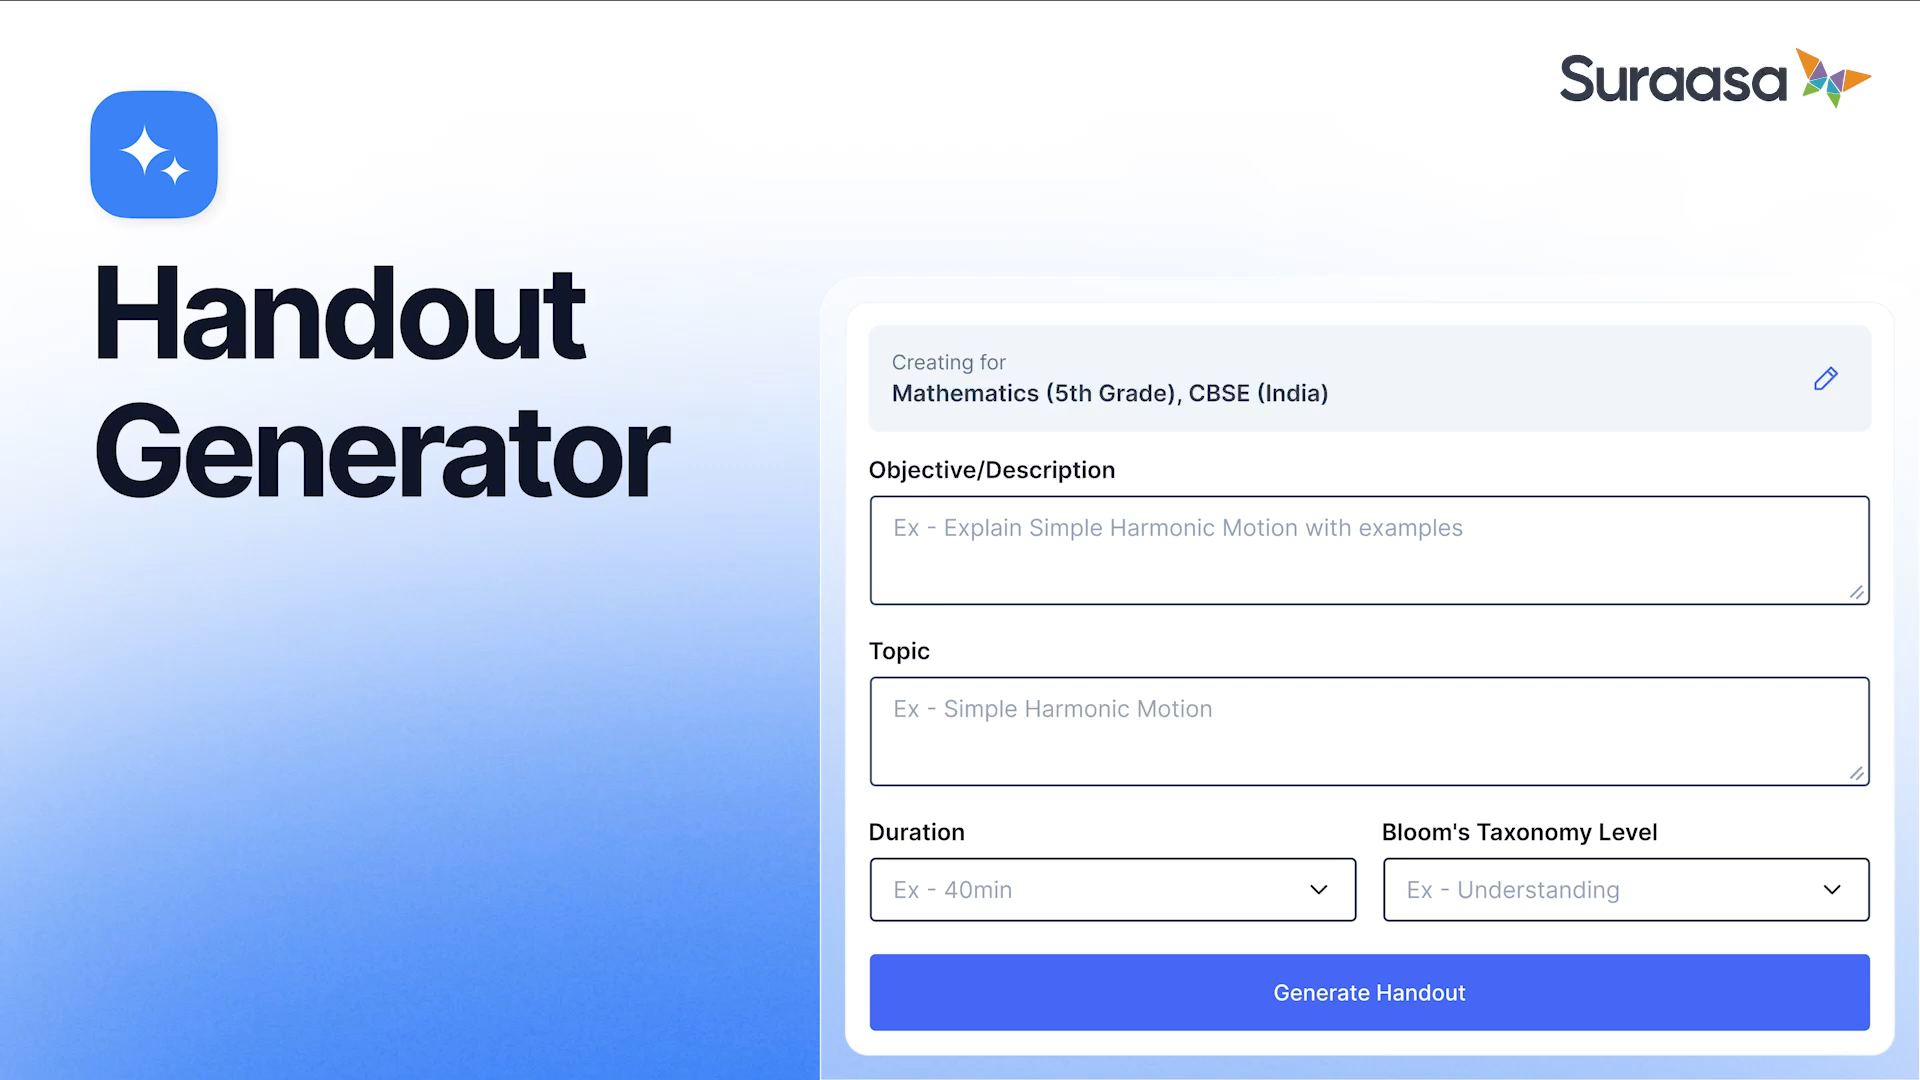 Suraasa
Handout
Generator
Creating for
Mathematics (5th Grade), CBSE (India)
Objective/Description
Ex - Explain Simple Harmonic Motion with examples
Topic
Ex - Simple Harmonic Motion
Duration
Ex - 40min
Bloom's Taxonomy Level
Ex - Understanding
Generate Handout